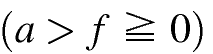 (a > f ≧ 0)